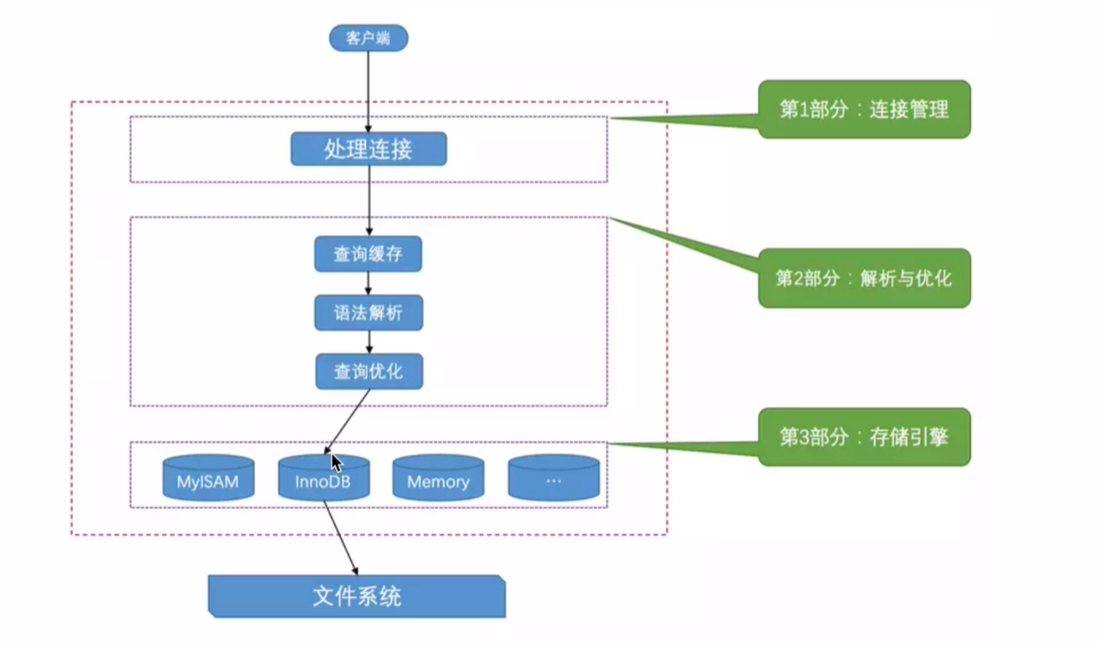 客户端
第1部分：连接管理
处理连接
查询缓存
第2部分：解析与优化
语法解析
查询优化
第3部分：存储引擎
MyISAM
InnoDB
Memory
...
文件系统